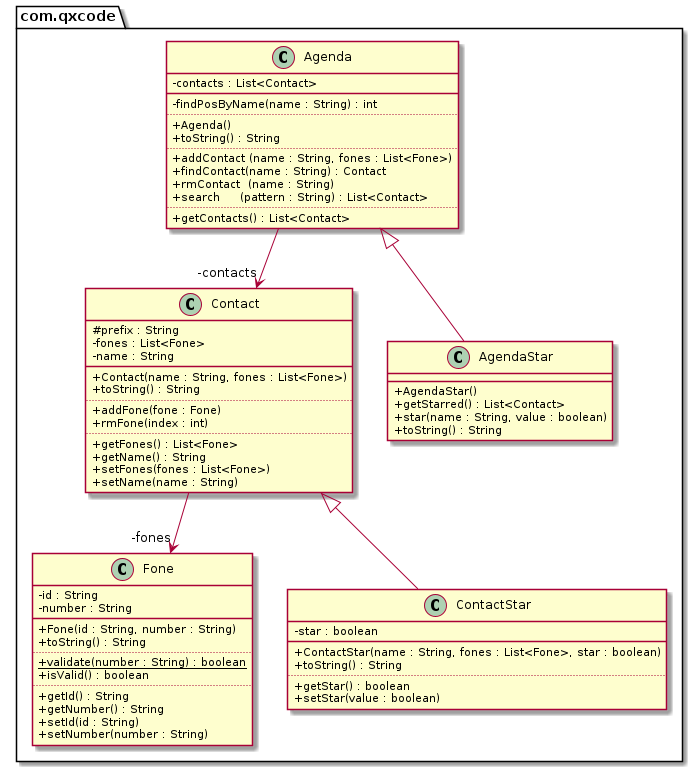 com.qxcode
C Agenda
-contacts : List<Contact>
-findPosByName(name : String) : int
+Agenda()
+toString() : String
+addContact (name : String, fones : List<Fone>)
+findContact(name : String) : Contact
+rmContact  (name : String)
+search      (pattern : String) : List<Contact>
+getContacts() : List<Contact>
-contacts
C Contact
#prefix : String
-fones : List<Fone>
-name : String
+Contact(name : String, fones : List<Fone>)
+toString() : String
+addFone(fone : Fone)
+rmFone(index : int)
+getFones() : List<Fone>
+getName() : String
+setFones(fones : List<Fone>)
+setName(name : String)
C AgendaStar
+AgendaStar()
+getStarred() : List<Contact>
+star(name : String, value : boolean)
+toString() : String
-fones
C Fone
-id : String
-number : String
+Fone(id : String, number : String)
+toString() : String
+validate(number : String) : boolean
+isValid() : boolean
+getId() : String
+getNumber() : String
+setId(id : String)
+setNumber(number : String)
C ContactStar
-star : boolean
+ContactStar(name : String, fones : List<Fone>, star : boolean)
+toString() : String
+getStar() : boolean
+setStar(value : boolean)